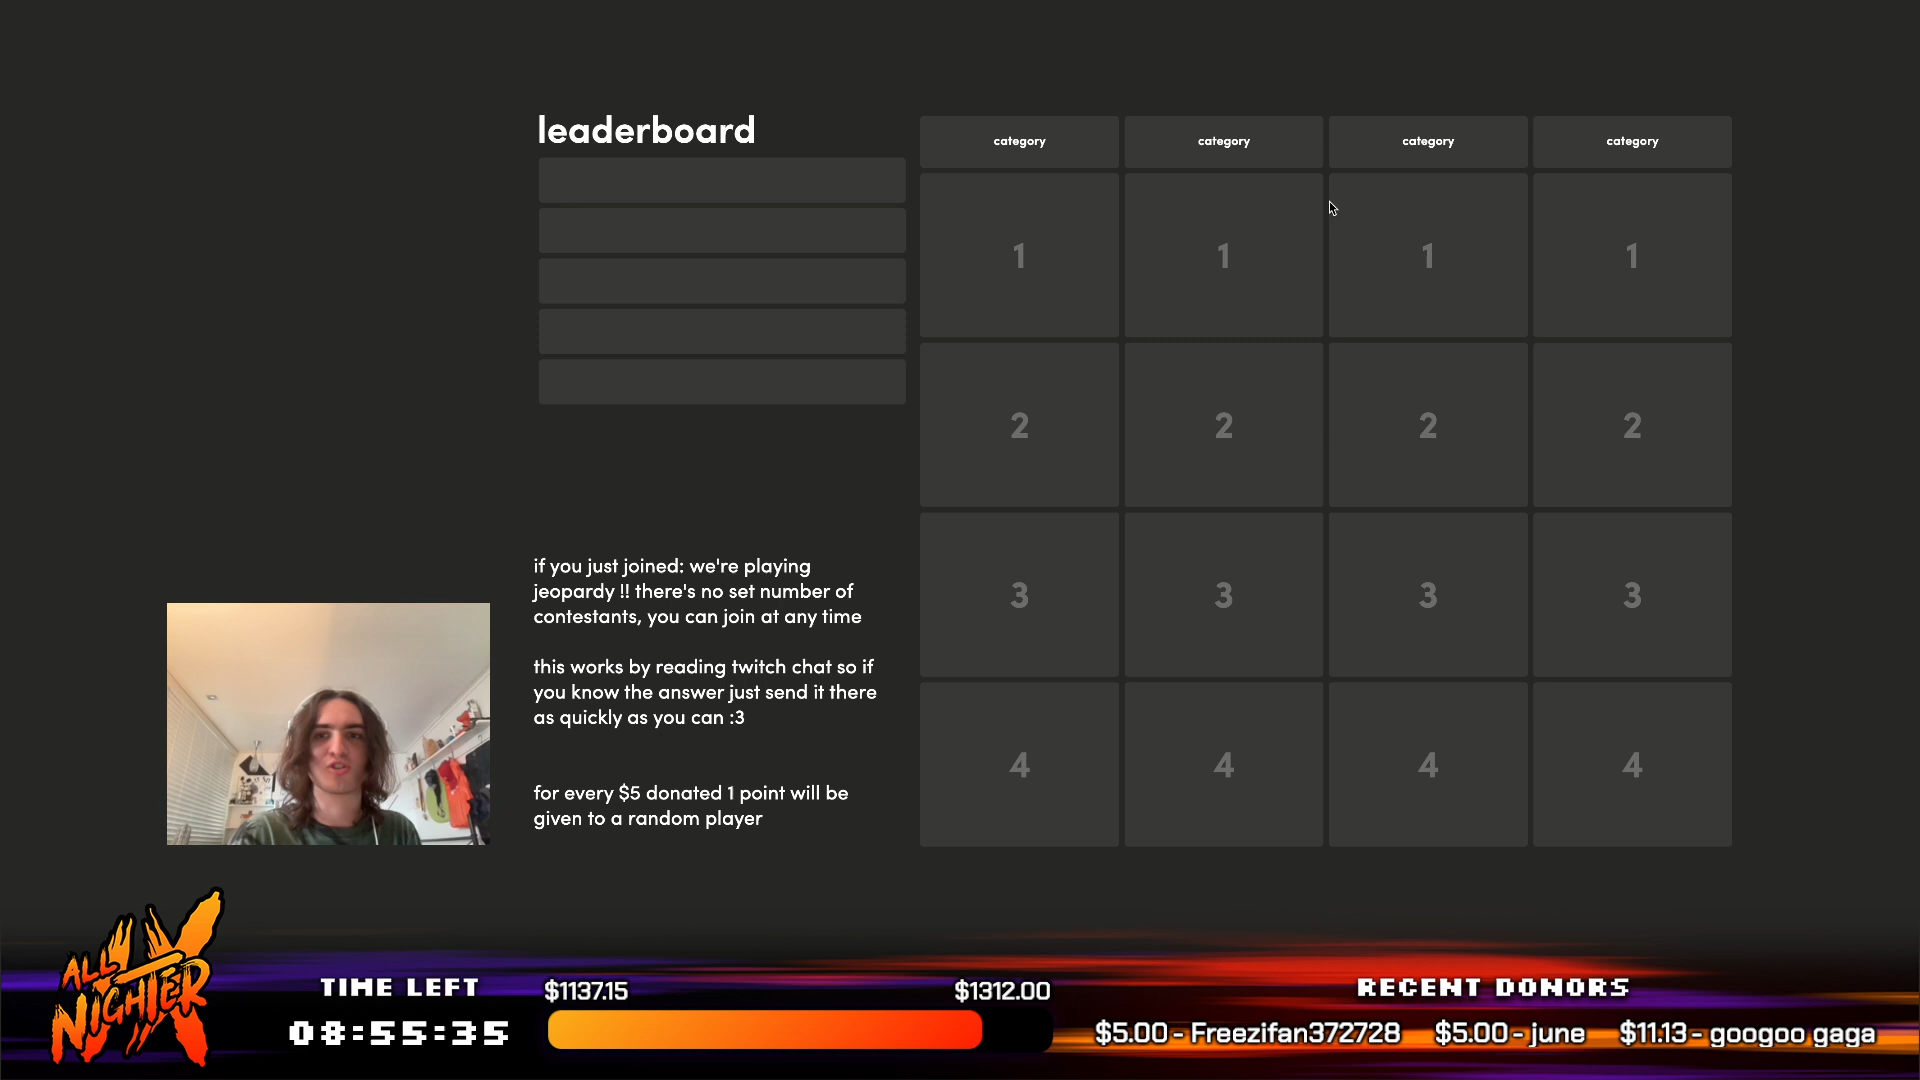 leaderboard
category category category category
1 1 1 1
2 2 2 2
3 3 3 3
4 4 4 4
if you just joined: we're playing
jeopardy !! there's no set number of
contestants, you can join at any time
this works by reading twitch chat so if
you know the answer just send it there
as quickly as you can :3
for every $5 donated 1 point will be
given to a random player
ALL
NIGHTER
TIME LEFT
08:55:35
$1137.15 $1312.00
RECENT DONORS
$5.00 - Freezifan372728 $5.00 - june $11.13 - googoo gaga